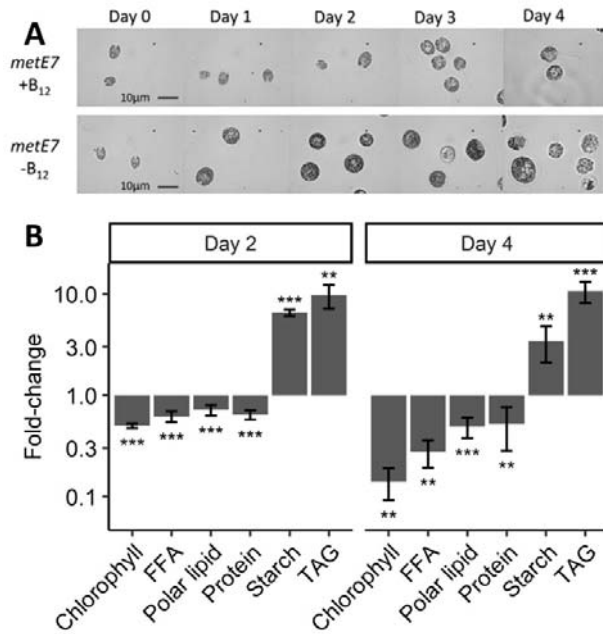 A
Day 0 Day 1 Day 2 Day 3 Day 4
metE7
+B₁₂
10μm
metE7
-B₁₂
10μm
B
Day 2 Day 4
Fold-change
10.0
3.0
1.0
0.3
0.1
*** *** *** *** *** **
** ** *** ** ** ***
Chlorophyll FFA Polar lipid Protein Starch TAG
Chlorophyll FFA Polar lipid Protein Starch TAG